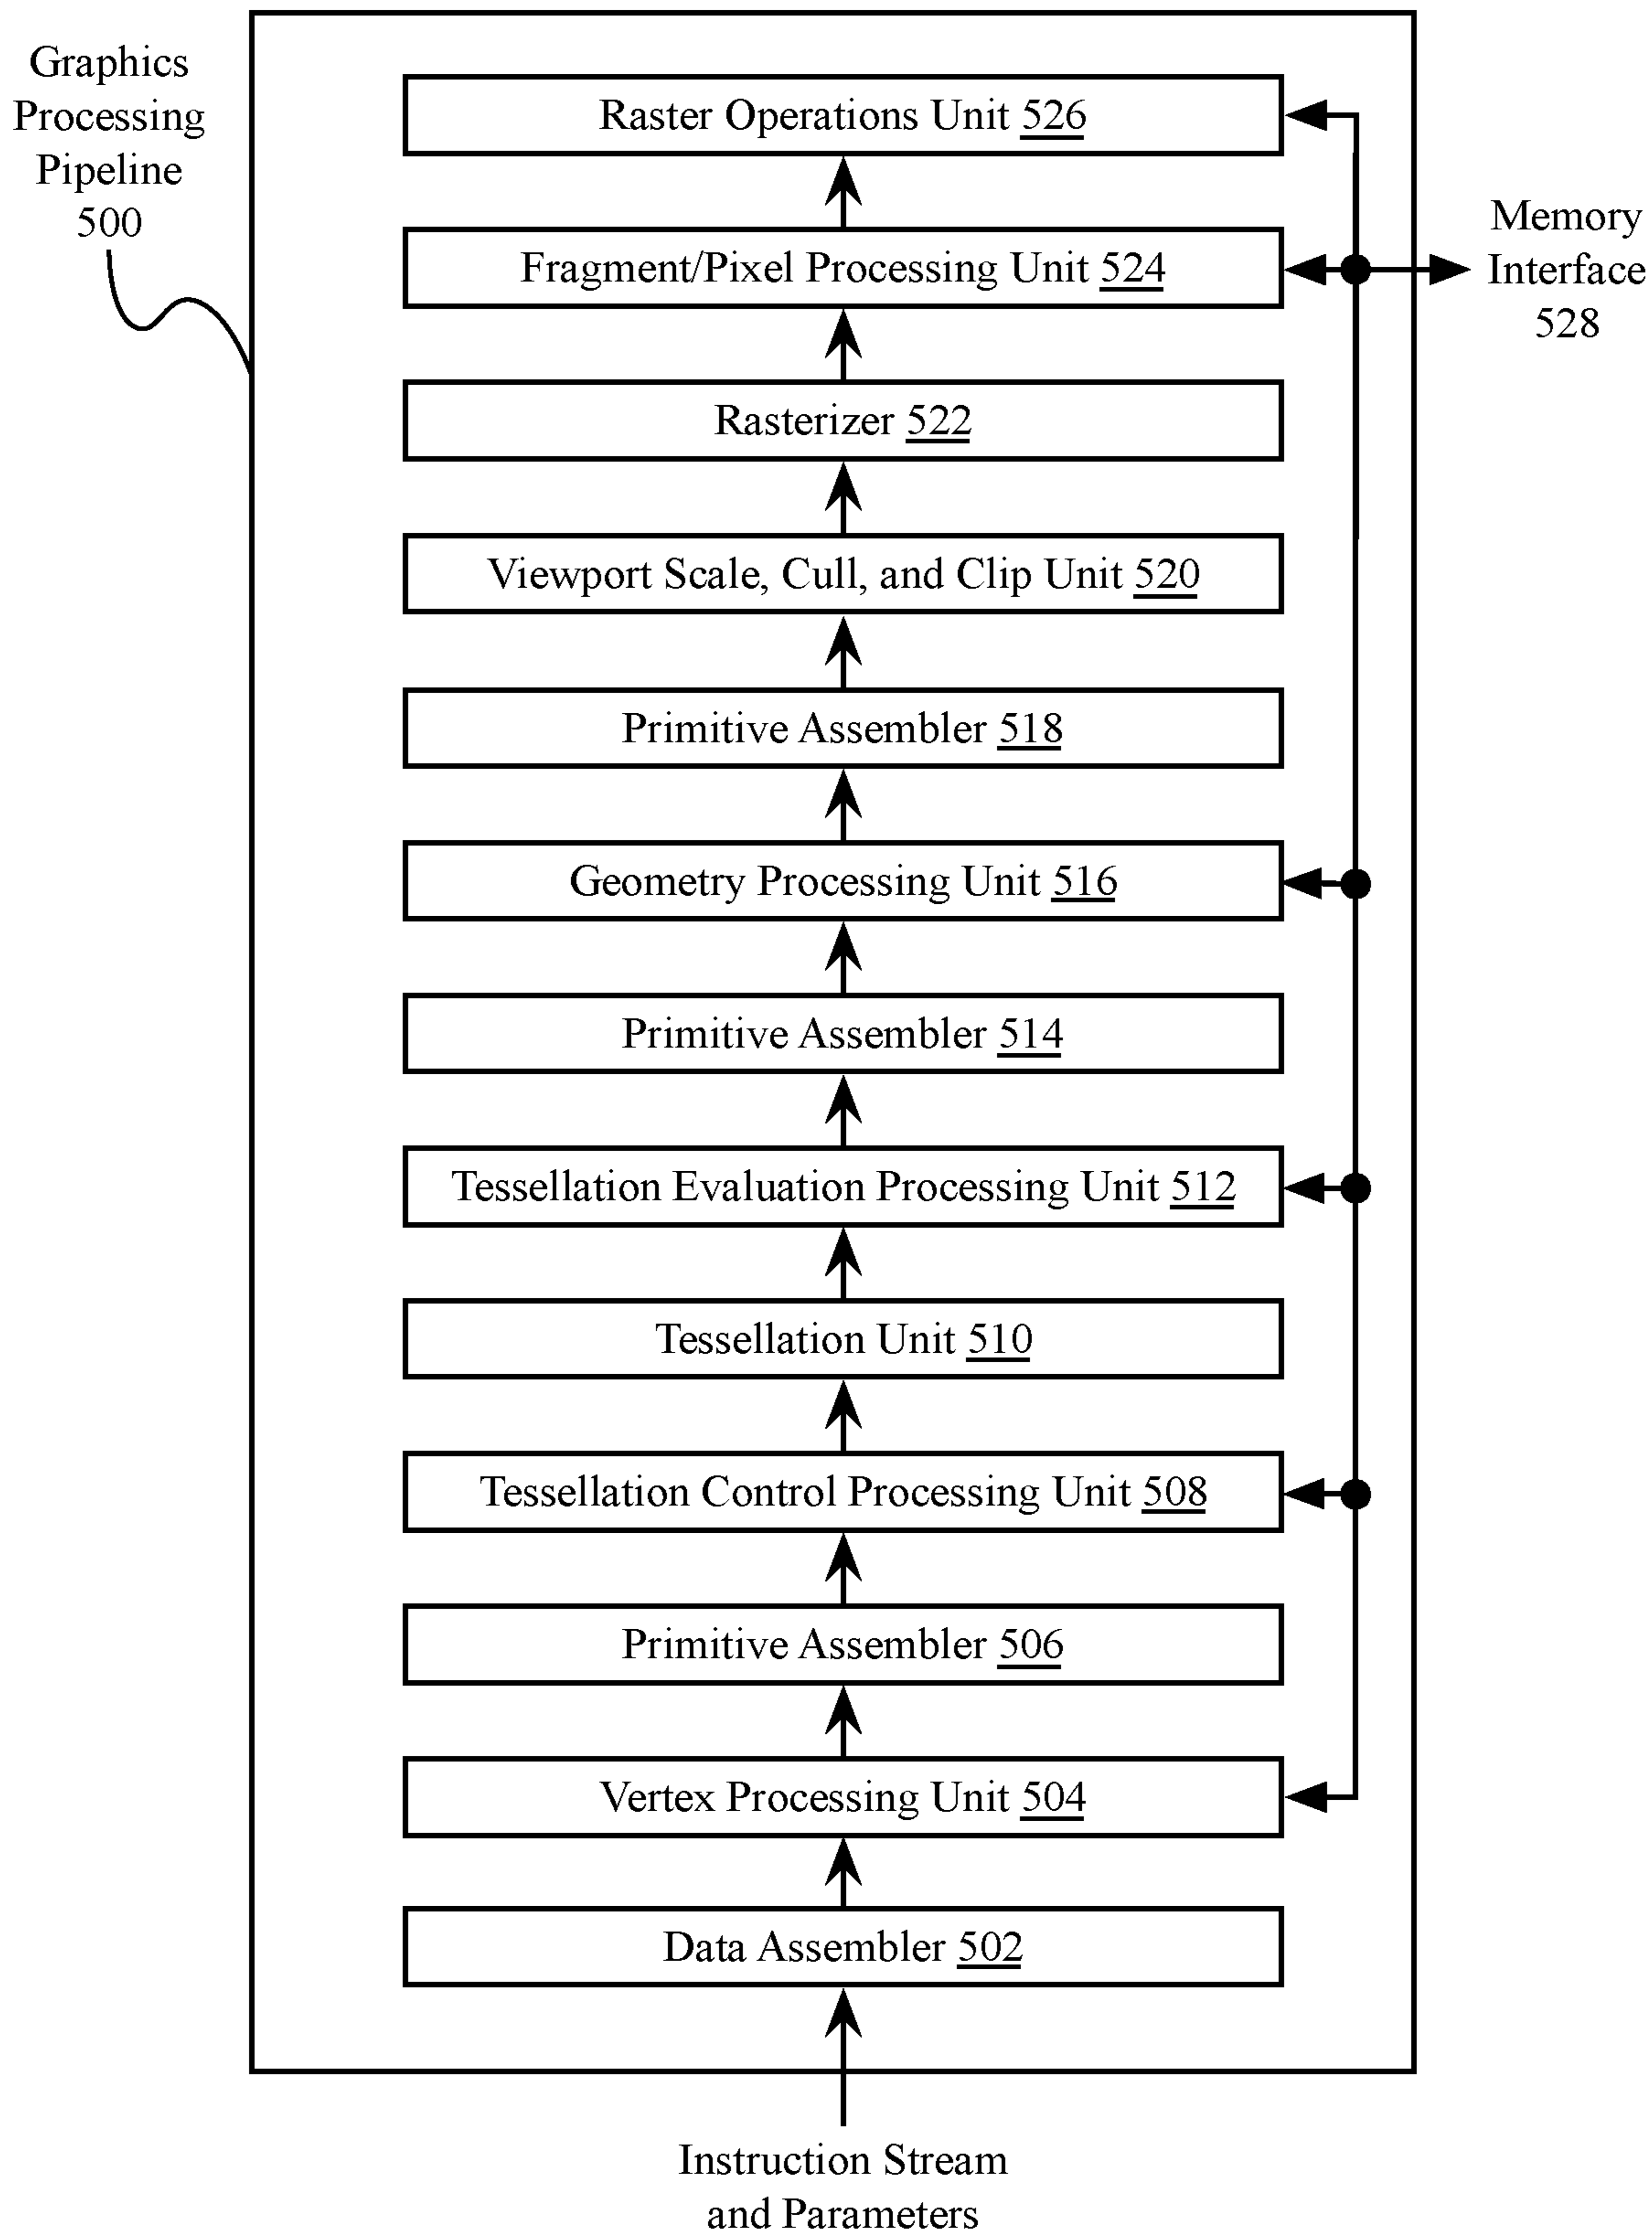 Graphics
Processing
Pipeline
500
Raster Operations Unit 526
Fragment/Pixel Processing Unit 524
Memory
Interface
528
Rasterizer 522
Viewport Scale, Cull, and Clip Unit 520
Primitive Assembler 518
Geometry Processing Unit 516
Primitive Assembler 514
Tessellation Evaluation Processing Unit 512
Tessellation Unit 510
Tessellation Control Processing Unit 508
Primitive Assembler 506
Vertex Processing Unit 504
Data Assembler 502
Instruction Stream
and Parameters